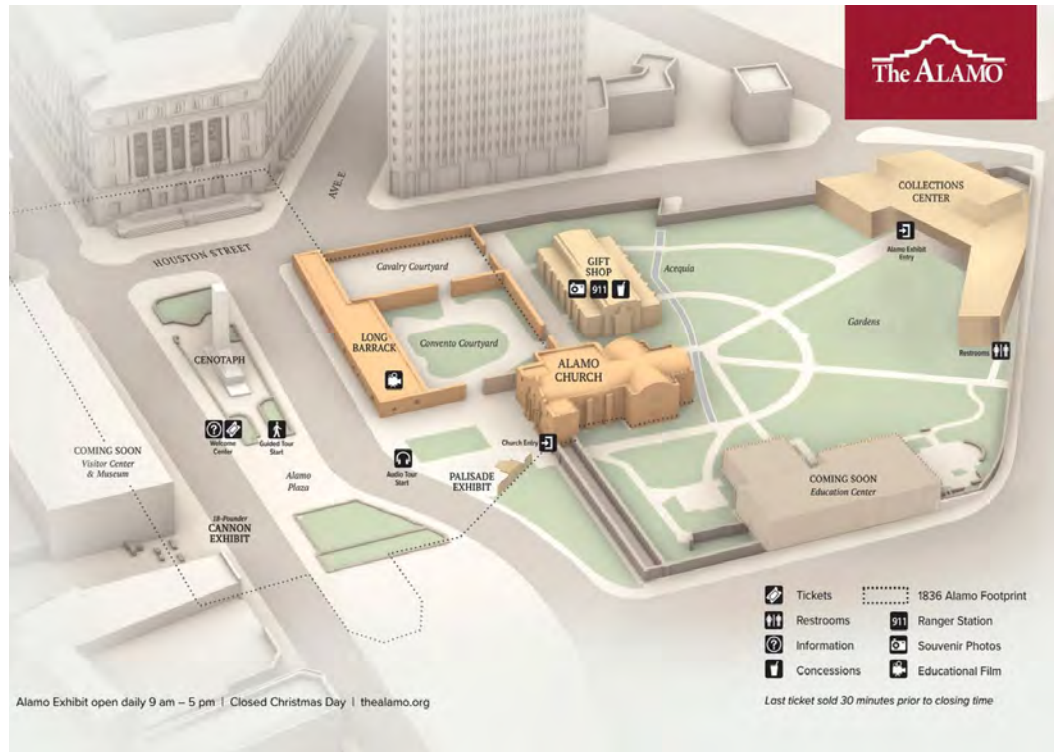 The ALAMO
COLLECTIONS
CENTER
AVE. E
Alamo Exhibit
Entry
HOUSTON STREET
Cavalry Courtyard
GIFT
SHOP
911
Acequia
Gardens
LONG
BARRACK
Convento Courtyard
CENOTAPH
ALAMO
CHURCH
Restrooms
?
Welcome
Center
Guided Tour
Start
Church Entry
COMING SOON
Visitor Center
& Museum
Alamo
Plaza
Audio Tour
Start
PALISADE
EXHIBIT
COMING SOON
Education Center
18-Pounder
CANNON
EXHIBIT
Tickets
1836 Alamo Footprint
Restrooms
911 Ranger Station
? Information
Souvenir Photos
Concessions
Educational Film
Alamo Exhibit open daily 9 am – 5 pm | Closed Christmas Day | thealamo.org
Last ticket sold 30 minutes prior to closing time